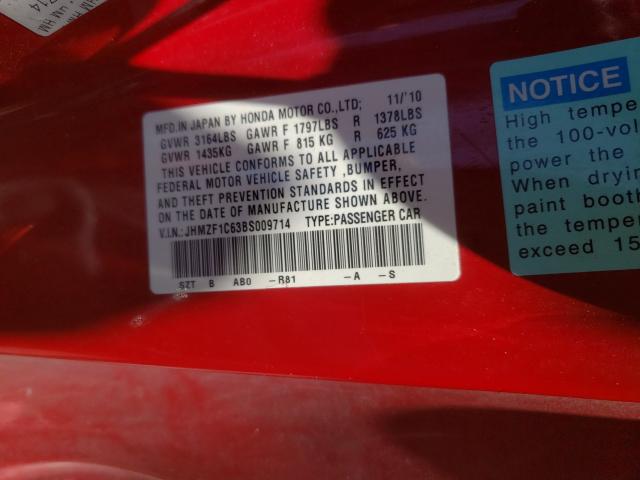 714
HM HM
MFD.IN JAPAN BY HONDA MOTOR CO.,LTD; 11/'10
GVWR 3164LBS GAWR F 1797LBS R 1378LBS
GVWR 1435KG GAWR F 815 KG R 625 KG
THIS VEHICLE CONFORMS TO ALL APPLICABLE
FEDERAL MOTOR VEHICLE SAFETY ,BUMPER,
AND THEFT PREVENTION STANDARDS IN EFFECT
ON THE DATE OF MANUFACTURE SHOWN ABOVE.
V.I.N.:JHMZF1C63BS009714 TYPE:PASSENGER CAR
SZT B AB0 -R81 -A -S
NOTICE
High tempe
the 100-vol
power the
When dryin
paint booth
the temper
exceed 15